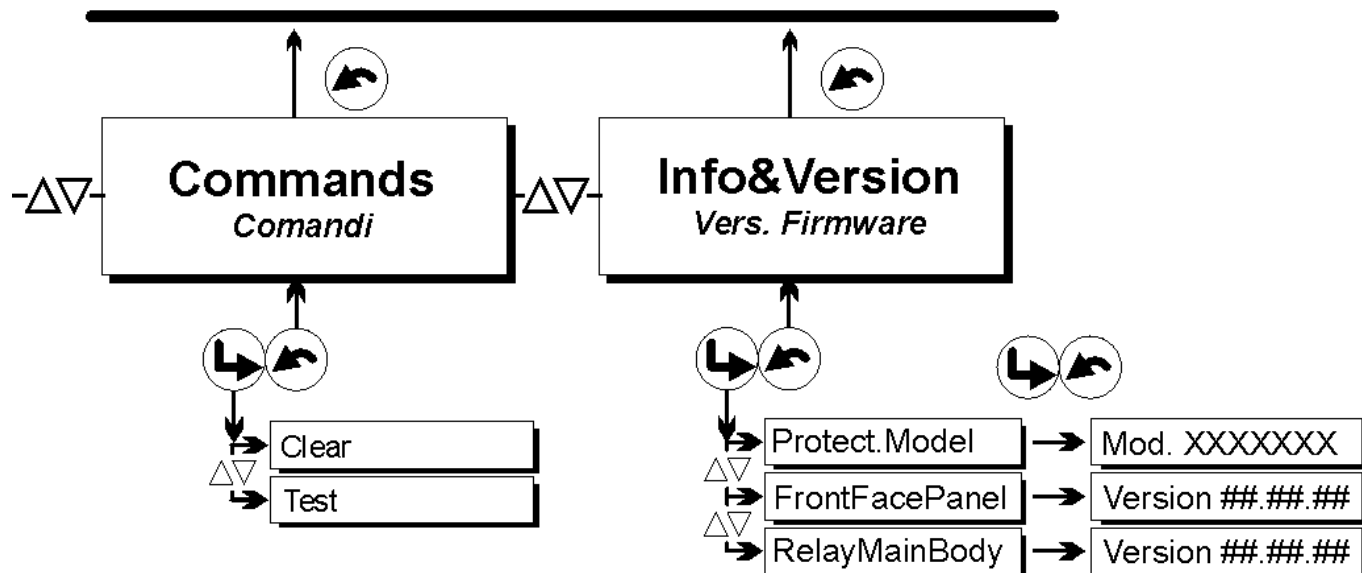 Commands
Comandi
Info&Version
Vers. Firmware
Clear
Test
Protect.Model
Mod. XXXXXXX
FrontFacePanel
Version ##.##.##
RelayMainBody
Version ##.##.##